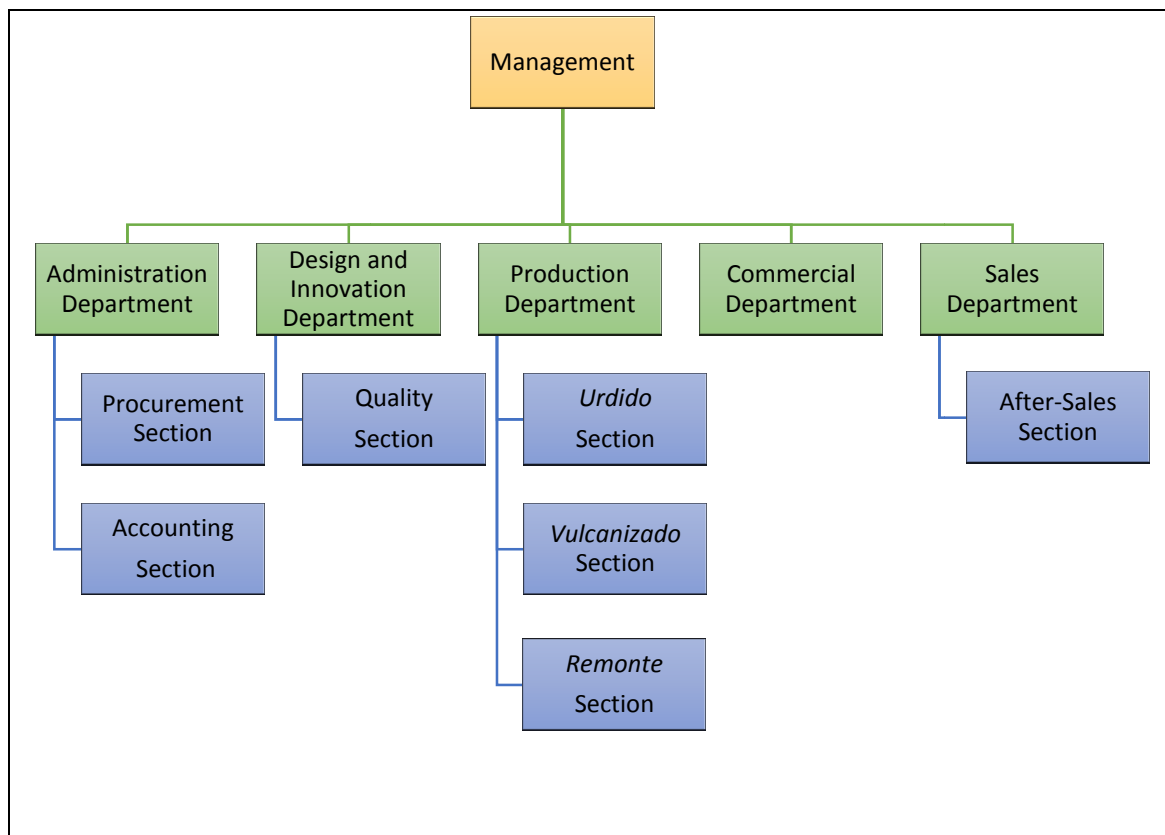 Management
Administration
Department
Design and
Innovation
Department
Production
Department
Commercial
Department
Sales
Department
Procurement
Section
Quality
Section
Urdido
Section
After-Sales
Section
Accounting
Section
Vulcanizado
Section
Remonte
Section